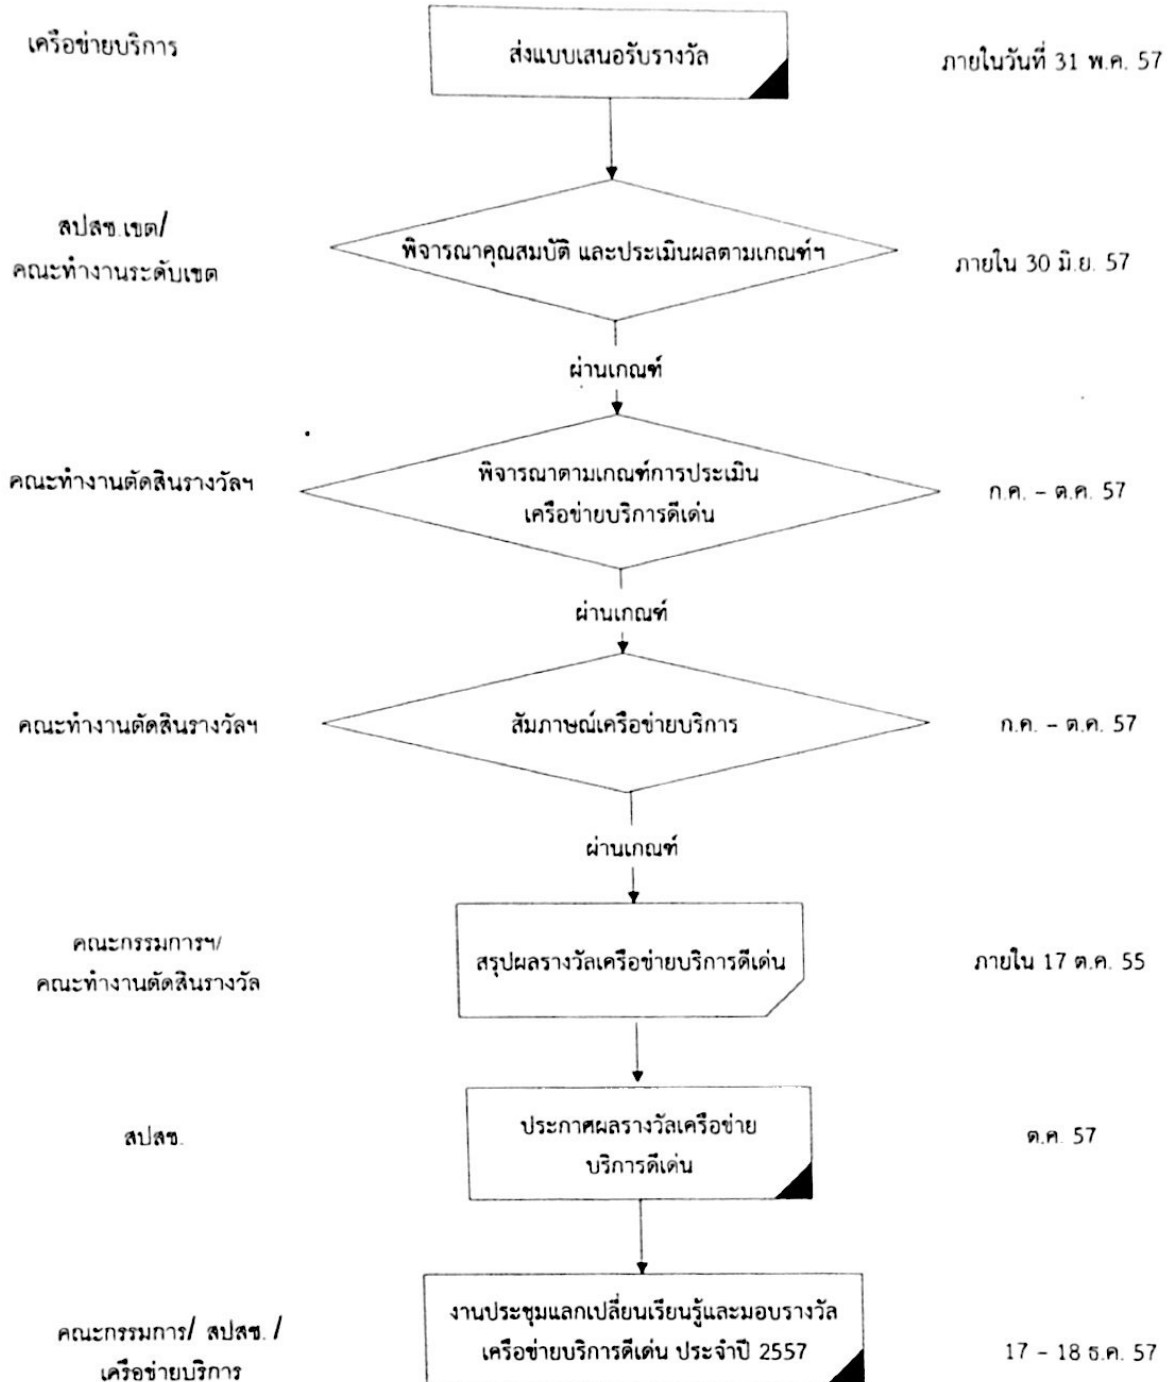 เครือข่ายบริการ
ส่งแบบเสนอรับรางวัล
ภายในวันที่ 31 พ.ค. 57
สปสช.เขต/
คณะทำงานระดับเขต
พิจารณาคุณสมบัติ และประเมินผลตามเกณฑ์ฯ
ภายใน 30 มิ.ย. 57
ผ่านเกณฑ์
คณะทำงานตัดสินรางวัลฯ
พิจารณาตามเกณฑ์การประเมิน
เครือข่ายบริการดีเด่น
ก.ค. – ต.ค. 57
ผ่านเกณฑ์
คณะทำงานตัดสินรางวัลฯ
สัมภาษณ์เครือข่ายบริการ
ก.ค. – ต.ค. 57
ผ่านเกณฑ์
คณะกรรมการฯ/
คณะทำงานตัดสินรางวัล
สรุปผลรางวัลเครือข่ายบริการดีเด่น
ภายใน 17 ต.ค. 55
สปสช.
ประกาศผลรางวัลเครือข่าย
บริการดีเด่น
ต.ค. 57
คณะกรรมการ/ สปสช. /
เครือข่ายบริการ
งานประชุมแลกเปลี่ยนเรียนรู้และมอบรางวัล
เครือข่ายบริการดีเด่น ประจำปี 2557
17 – 18 ธ.ค. 57